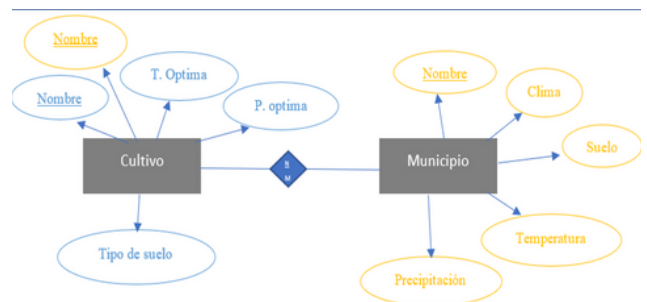 Nombre
Nombre
T. Optima
P. optima
Cultivo
Tipo de suelo
N
M
Nombre
Clima
Suelo
Municipio
Temperatura
Precipitación